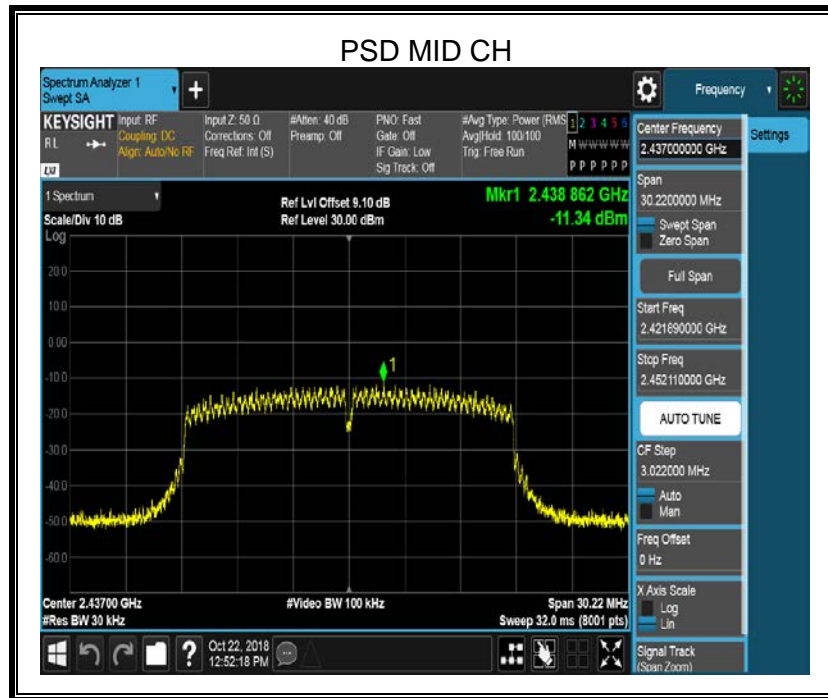 PSD MID CH
Spectrum Analyzer 1
Swept SA
+
Frequency
KEYSIGHT
RL
LXI
Input: RF
Coupling: DC
Align: Auto/No RF
Input Z: 50 Ω
Corrections: Off
Freq Ref: Int (S)
#Atten: 40 dB
Preamp: Off
PNO: Fast
Gate: Off
IF Gain: Low
Sig Track: Off
#Avg Type: Power (RMS
Avg|Hold: 100/100
Trig: Free Run
1 2 3 4 5 6
M W W W W W
P P P P P P
1 Spectrum
Scale/Div 10 dB
Ref Lvl Offset 9.10 dB
Ref Level 30.00 dBm
Mkr1 2.438 862 GHz
-11.34 dBm
Log
20.0
10.0
0.00
-10.0
-20.0
-30.0
-40.0
-50.0
-60.0
1
Center 2.43700 GHz
#Res BW 30 kHz
#Video BW 100 kHz
Span 30.22 MHz
Sweep 32.0 ms (8001 pts)
Center Frequency
2.437000000 GHz
Settings
Span
30.2200000 MHz
Swept Span
Zero Span
Full Span
Start Freq
2.421890000 GHz
Stop Freq
2.452110000 GHz
AUTO TUNE
CF Step
3.022000 MHz
Auto
Man
Freq Offset
0 Hz
X Axis Scale
Log
Lin
Signal Track
(Span Zoom)
?
Oct 22, 2018
12:52:18 PM